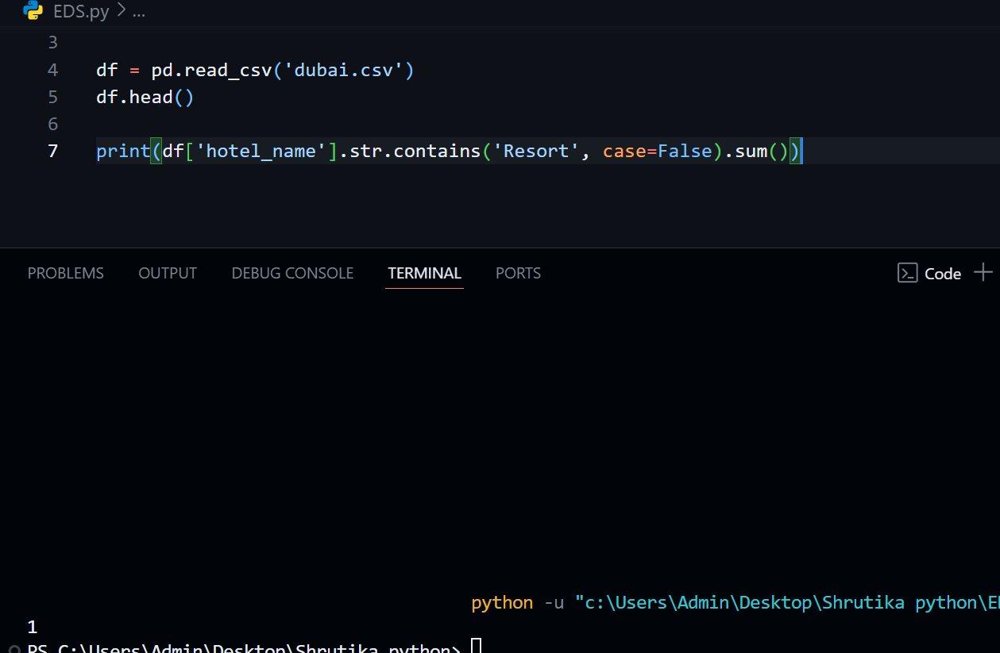 EDS.py > ...
3
4 df = pd.read_csv('dubai.csv')
5 df.head()
6
7 print(df['hotel_name'].str.contains('Resort', case=False).sum())
PROBLEMS OUTPUT DEBUG CONSOLE TERMINAL PORTS Code
python -u "c:\Users\Admin\Desktop\Shrutika python\E
1
PS C:\Users\Admin\Desktop\Shrutika python>